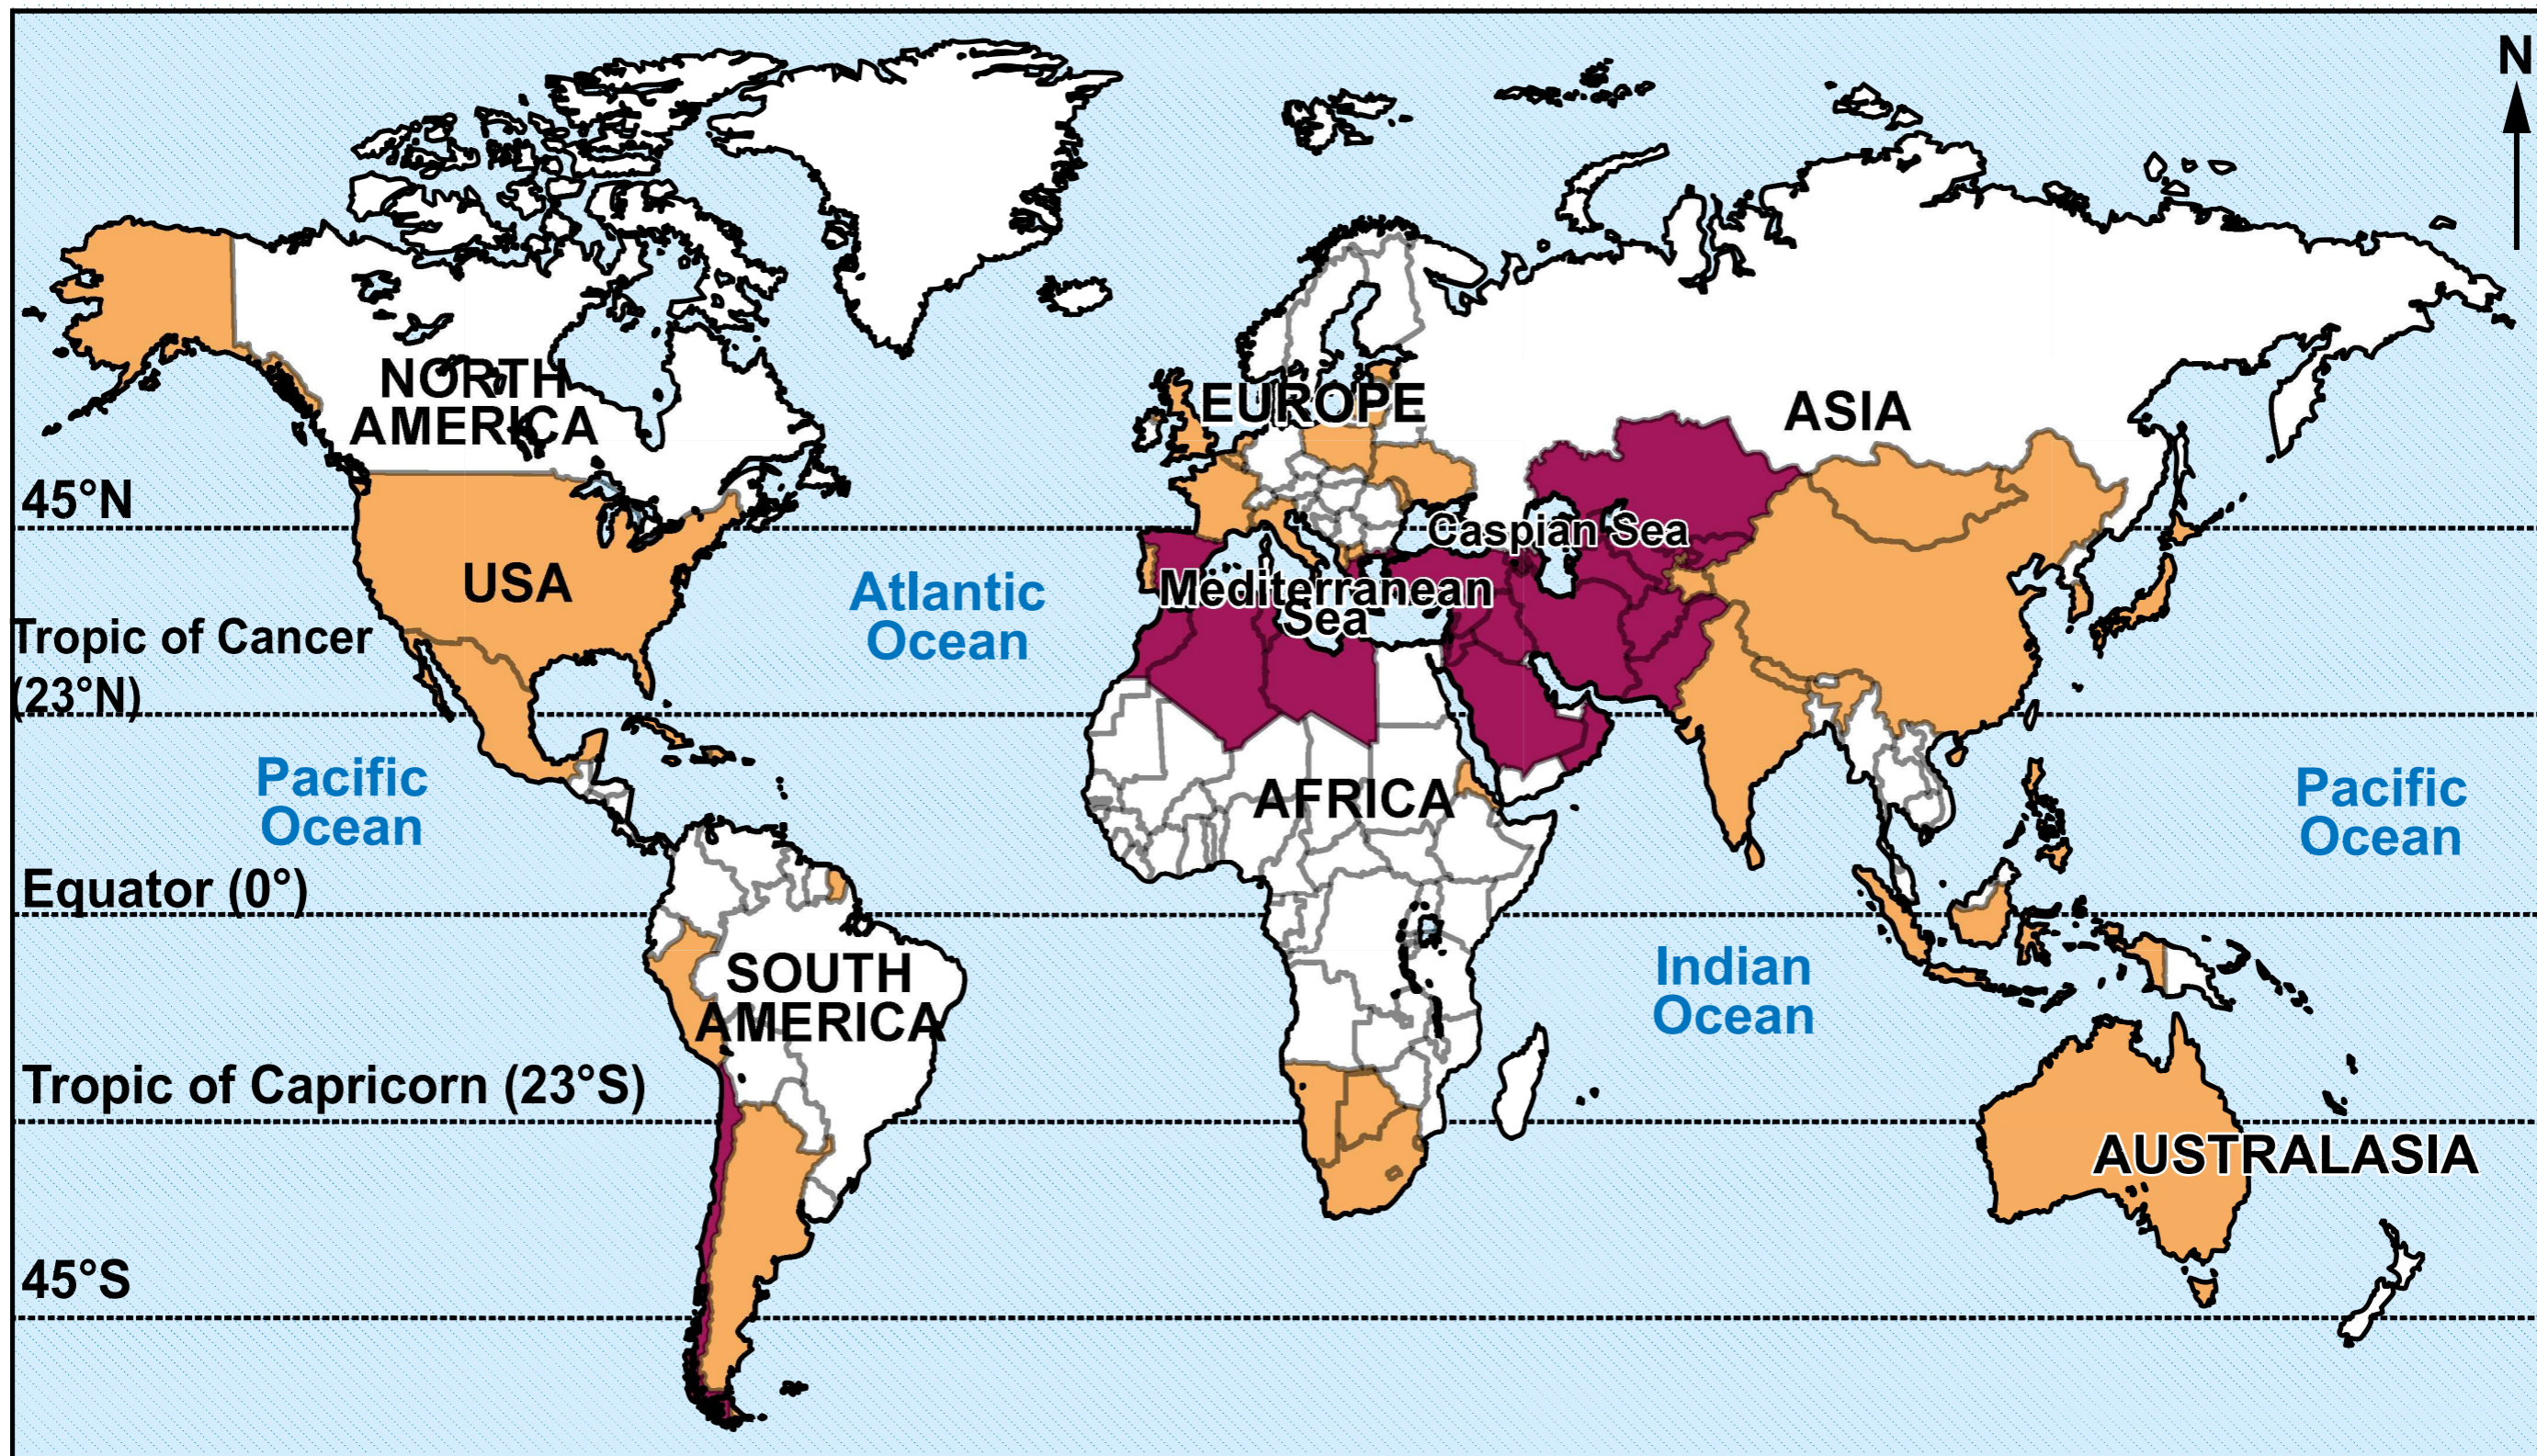 N
NORTH
AMERICA
EUROPE
ASIA
45°N
Caspian Sea
USA
Atlantic
Ocean
Mediterranean
Sea
Tropic of Cancer
(23°N)
Pacific
Ocean
AFRICA
Pacific
Ocean
Equator (0°)
SOUTH
AMERICA
Indian
Ocean
Tropic of Capricorn (23°S)
AUSTRALASIA
45°S